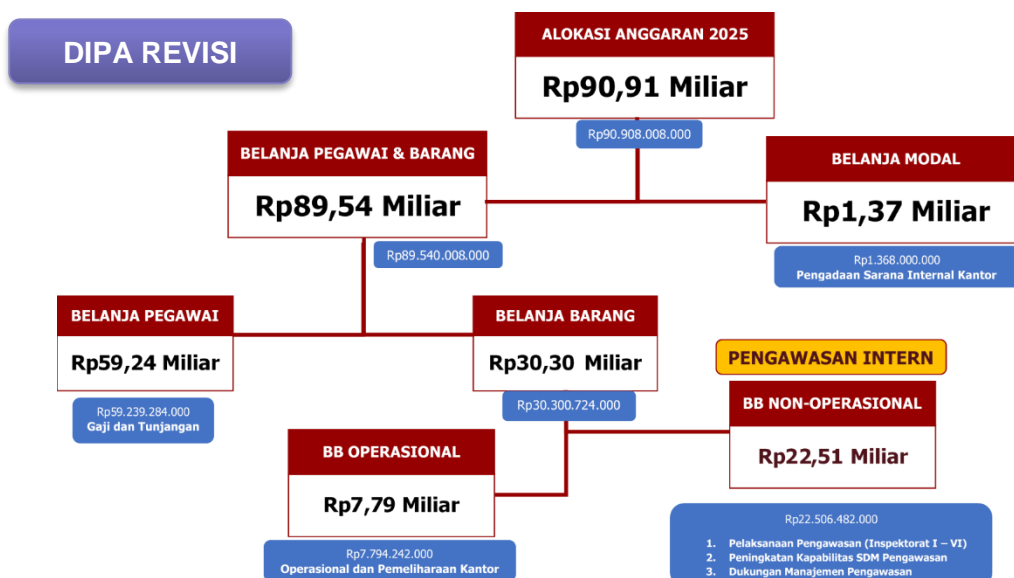 DIPA REVISI
ALOKASI ANGGARAN 2025
Rp90,91 Miliar
Rp90.908.008.000
BELANJA PEGAWAI & BARANG
Rp89,54 Miliar
Rp89.540.008.000
BELANJA MODAL
Rp1,37 Miliar
Rp1.368.000.000
Pengadaan Sarana Internal Kantor
BELANJA PEGAWAI
Rp59,24 Miliar
Rp59.239.284.000
Gaji dan Tunjangan
BELANJA BARANG
Rp30,30 Miliar
Rp30.300.724.000
PENGAWASAN INTERN
BB NON-OPERASIONAL
Rp22,51 Miliar
Rp22.506.482.000
1. Pelaksanaan Pengawasan (Inspektorat I – VI)
2. Peningkatan Kapabilitas SDM Pengawasan
3. Dukungan Manajemen Pengawasan
BB OPERASIONAL
Rp7,79 Miliar
Rp7.794.242.000
Operasional dan Pemeliharaan Kantor